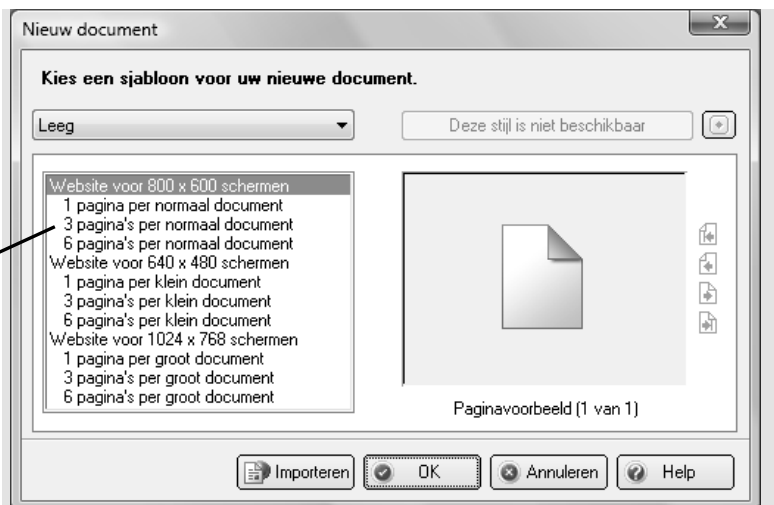 Nieuw document
Kies een sjabloon voor uw nieuwe document.
Leeg
Deze stijl is niet beschikbaar
Website voor 800 x 600 schermen
1 pagina per normaal document
3 pagina's per normaal document
6 pagina's per normaal document
Website voor 640 x 480 schermen
1 pagina per klein document
3 pagina's per klein document
6 pagina's per klein document
Website voor 1024 x 768 schermen
1 pagina per groot document
3 pagina's per groot document
6 pagina's per groot document
Paginavoorbeeld (1 van 1)
Importeren
OK
Annuleren
Help